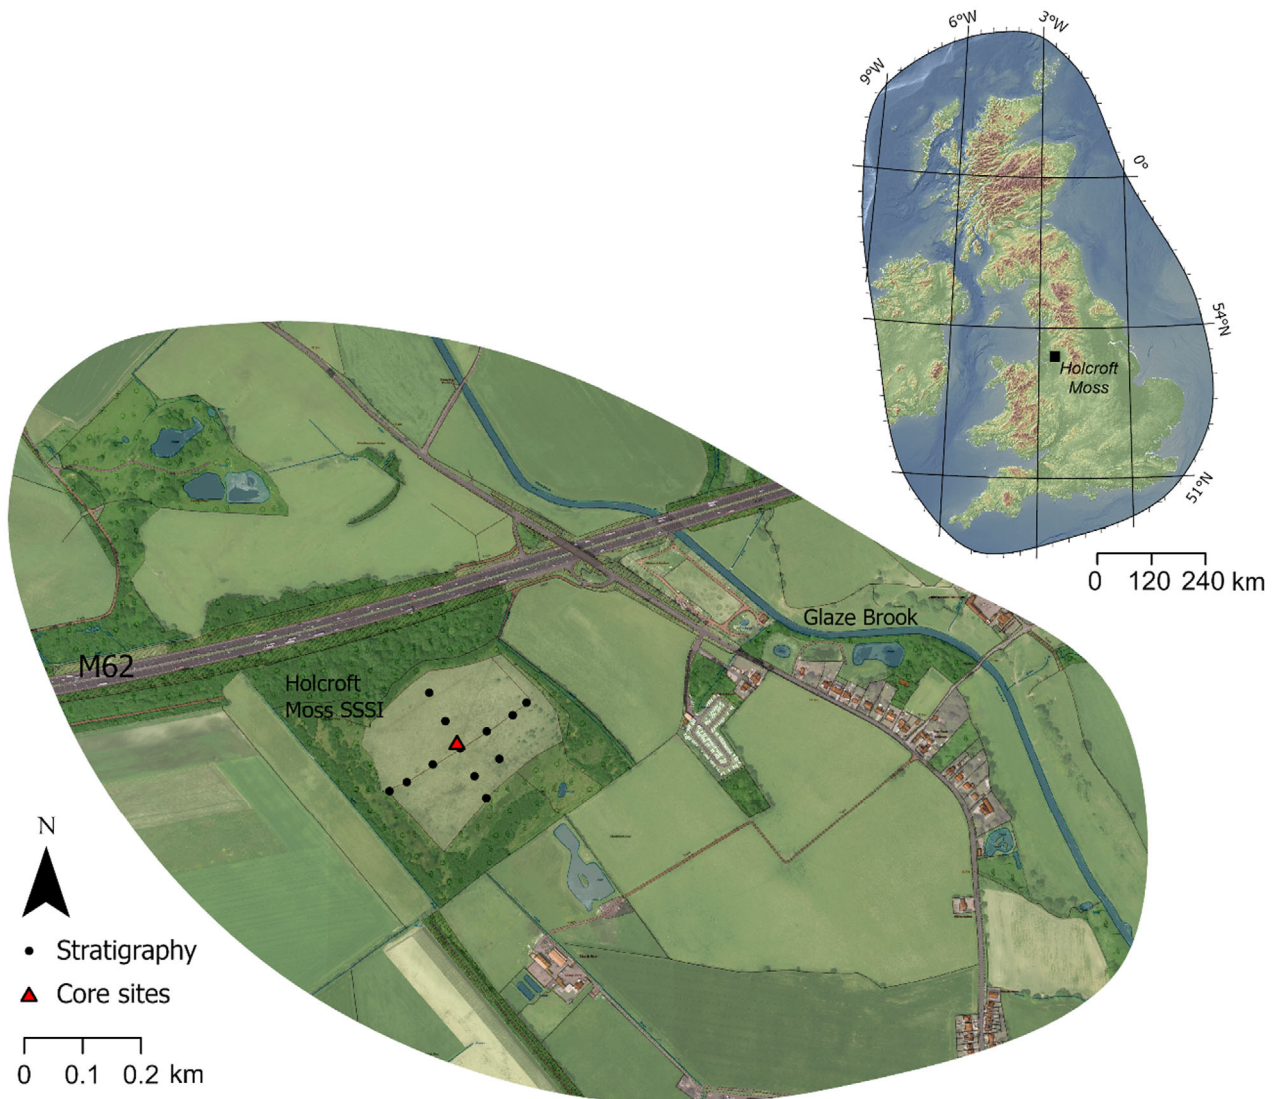 6°W
3°W
9°W
0°
54°N
Holcroft
Moss
51°N
0 120 240 km
Glaze Brook
M62
Holcroft
Moss SSSI
N
Stratigraphy
Core sites
0 0.1 0.2 km